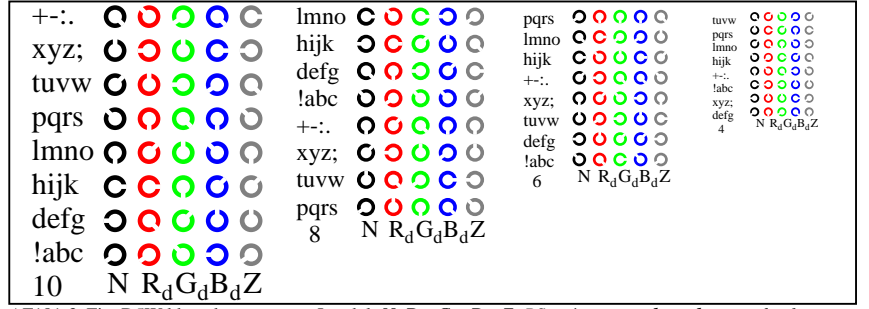 +-:.
xyz;
tuvw
pqrs
lmno
hijk
defg
!abc
10 N RdGdBdZ
lmno
hijk
defg
!abc
+-:.
xyz;
tuvw
pqrs
8 N RdGdBdZ
pqrs
lmno
hijk
+-:.
xyz;
tuvw
defg
!abc
6 N RdGdBdZ
tuvw
pqrs
lmno
hijk
+-:.
!abc
xyz;
defg
4 N RdGdBdZ